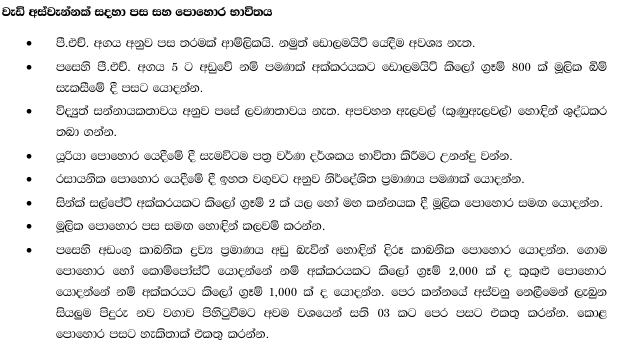 වැඩි අස්වැන්නක් සඳහා පස සහ පොහොර භාවිතය
• පී.එච්. අගය අනුව පස තරමක් ආම්ලිකයි. නමුත් ඩොලමයිට් යෙදීම අවශ්‍ය නැත.
• පසෙහි පී.එච්. අගය 5 ට අඩුවේ නම් පමණක් අක්කරයකට ඩොලමයිට් කිලෝ ග්‍රෑම් 800 ක් මූලික බිම්
සැකසීමේ දී පසට යොදන්න.
• විද්‍යුත් සන්නායකතාවය අනුව පසේ ලවණතාවය නැත. අපවහන ඇලවල් (කුණුඇලවල්) හොඳින් ශුද්ධකර
තබා ගන්න.
• යූරියා පොහොර යෙදීමේ දී සැමවිටම පත්‍ර වර්ණ දර්ශකය භාවිතා කිරීමට උනන්දු වන්න.
• රසායනික පොහොර යෙදීමේ දී ඉහත වගුවට අනුව නිර්දේශිත ප්‍රමාණය පමණක් යොදන්න.
• සින්ක් සල්පේට් අක්කරයකට කිලෝ ග්‍රෑම් 2 ක් යල හෝ මහ කන්නයක දී මූලික පොහොර සමඟ යොදන්න.
• මූලික පොහොර පස සමඟ හොඳින් කලවම් කරන්න.
• පසෙහි අඩංගු කාබනික ද්‍රව්‍ය ප්‍රමාණය අඩු බැවින් හොඳින් දිරූ කාබනික පොහොර යොදන්න. ගොම
පොහොර හෝ කොම්පෝස්ට් යොදන්නේ නම් අක්කරයකට කිලෝ ග්‍රෑම් 2,000 ක් ද කුකුළු පොහොර
යොදන්නේ නම් අක්කරයට කිලෝ ග්‍රෑම් 1,000 ක් ද යොදන්න. පෙර කන්නයේ අස්වනු නෙලීමෙන් ලැබුන
සියලුම පිදුරු නව වගාව පිහිටුවීමට අවම වශයෙන් සති 03 කට පෙර පසට එකතු කරන්න. කොළ
පොහොර පසට හැකිතාක් එකතු කරන්න.